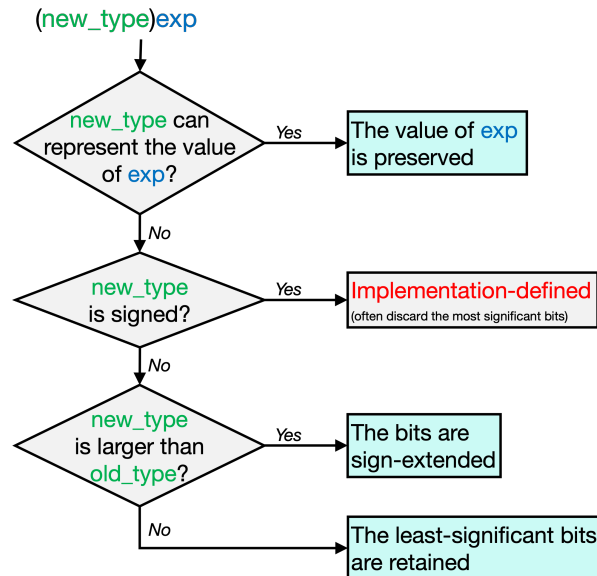 (new_type)exp
new_type can
represent the value
of exp?
Yes
The value of exp
is preserved
No
new_type
is signed?
Yes
Implementation-defined
(often discard the most significant bits)
No
new_type
is larger than
old_type?
Yes
The bits are
sign-extended
No
The least-significant bits
are retained